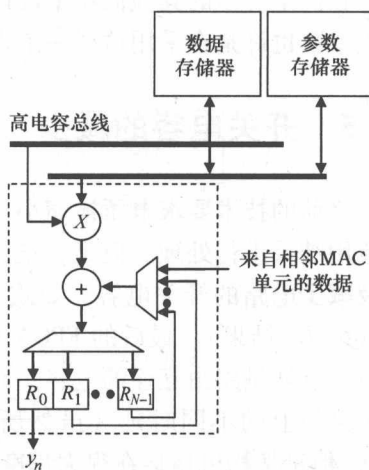 数据
存储器
参数
存储器
高电容总线
X
来自相邻MAC
单元的数据
+
R0 R1 RN−1
yn